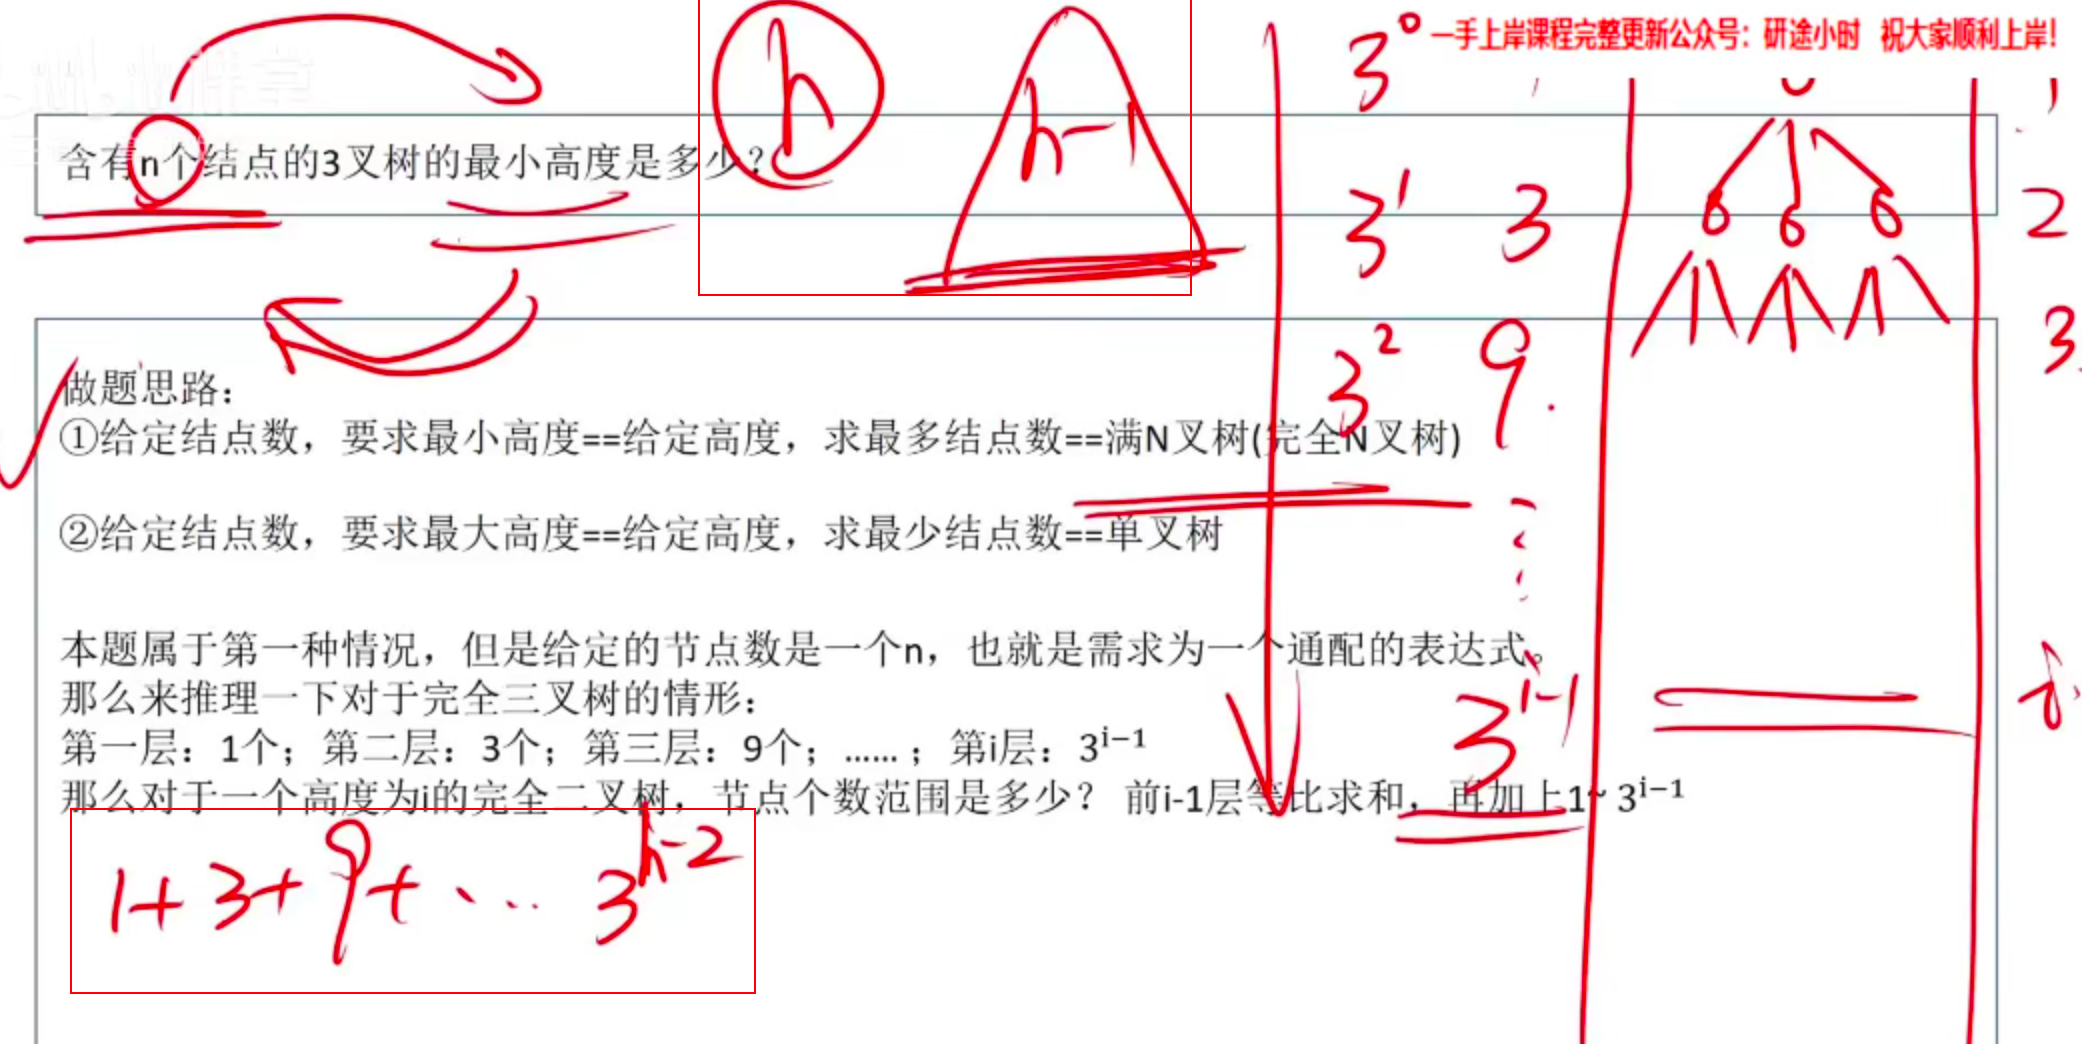 一手上岸课程完整更新公众号：研途小时 祝大家顺利上岸！
h
h-1
3^0
1
含有n个结点的3叉树的最小高度是多少？
3^1 3
2
3^2 9
3
做题思路：
①给定结点数，要求最小高度==给定高度，求最多结点数==满N叉树(完全N叉树)
②给定结点数，要求最大高度==给定高度，求最少结点数==单叉树
本题属于第一种情况，但是给定的节点数是一个n，也就是需求为一个通配的表达式。
那么来推理一下对于完全三叉树的情形：
3^i-1
i
第一层：1个；第二层：3个；第三层：9个；……；第i层：3^i−1
那么对于一个高度为i的完全二叉树，节点个数范围是多少？ 前i-1层等比求和，再加上1~ 3^i−1
1+3+9+… 3^h-2